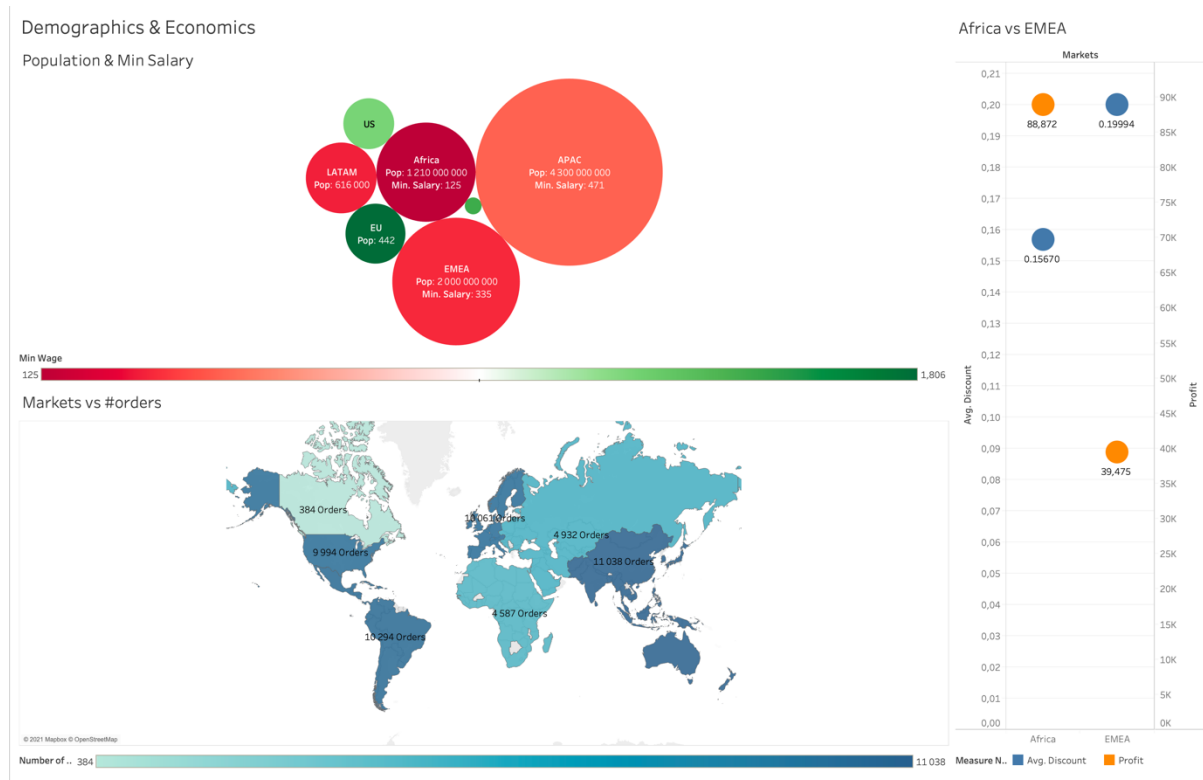 Demographics & Economics
Population & Min Salary
US
LATAM
Pop: 616 000
Africa
Pop: 1 210 000 000
Min. Salary: 125
APAC
Pop: 4 300 000 000
Min. Salary: 471
EU
Pop: 442
EMEA
Pop: 2 000 000 000
Min. Salary: 335
Min Wage
125
1,806
Markets vs #orders
384 Orders
9 994 Orders
10 294 Orders
10 061 Orders
4 932 Orders
11 038 Orders
4 587 Orders
© 2021 Mapbox © OpenStreetMap
Number of ..
384
11 038
Africa vs EMEA
Markets
Avg. Discount
0,21
0,20
0,19
0,18
0,17
0,16
0,15
0,14
0,13
0,12
0,11
0,10
0,09
0,08
0,07
0,06
0,05
0,04
0,03
0,02
0,01
0,00
88,872
0.19994
0.15670
39,475
90K
85K
80K
75K
70K
65K
60K
55K
50K
45K
40K
35K
30K
25K
20K
15K
10K
5K
0K
Profit
Africa
EMEA
Measure N..
Avg. Discount
Profit